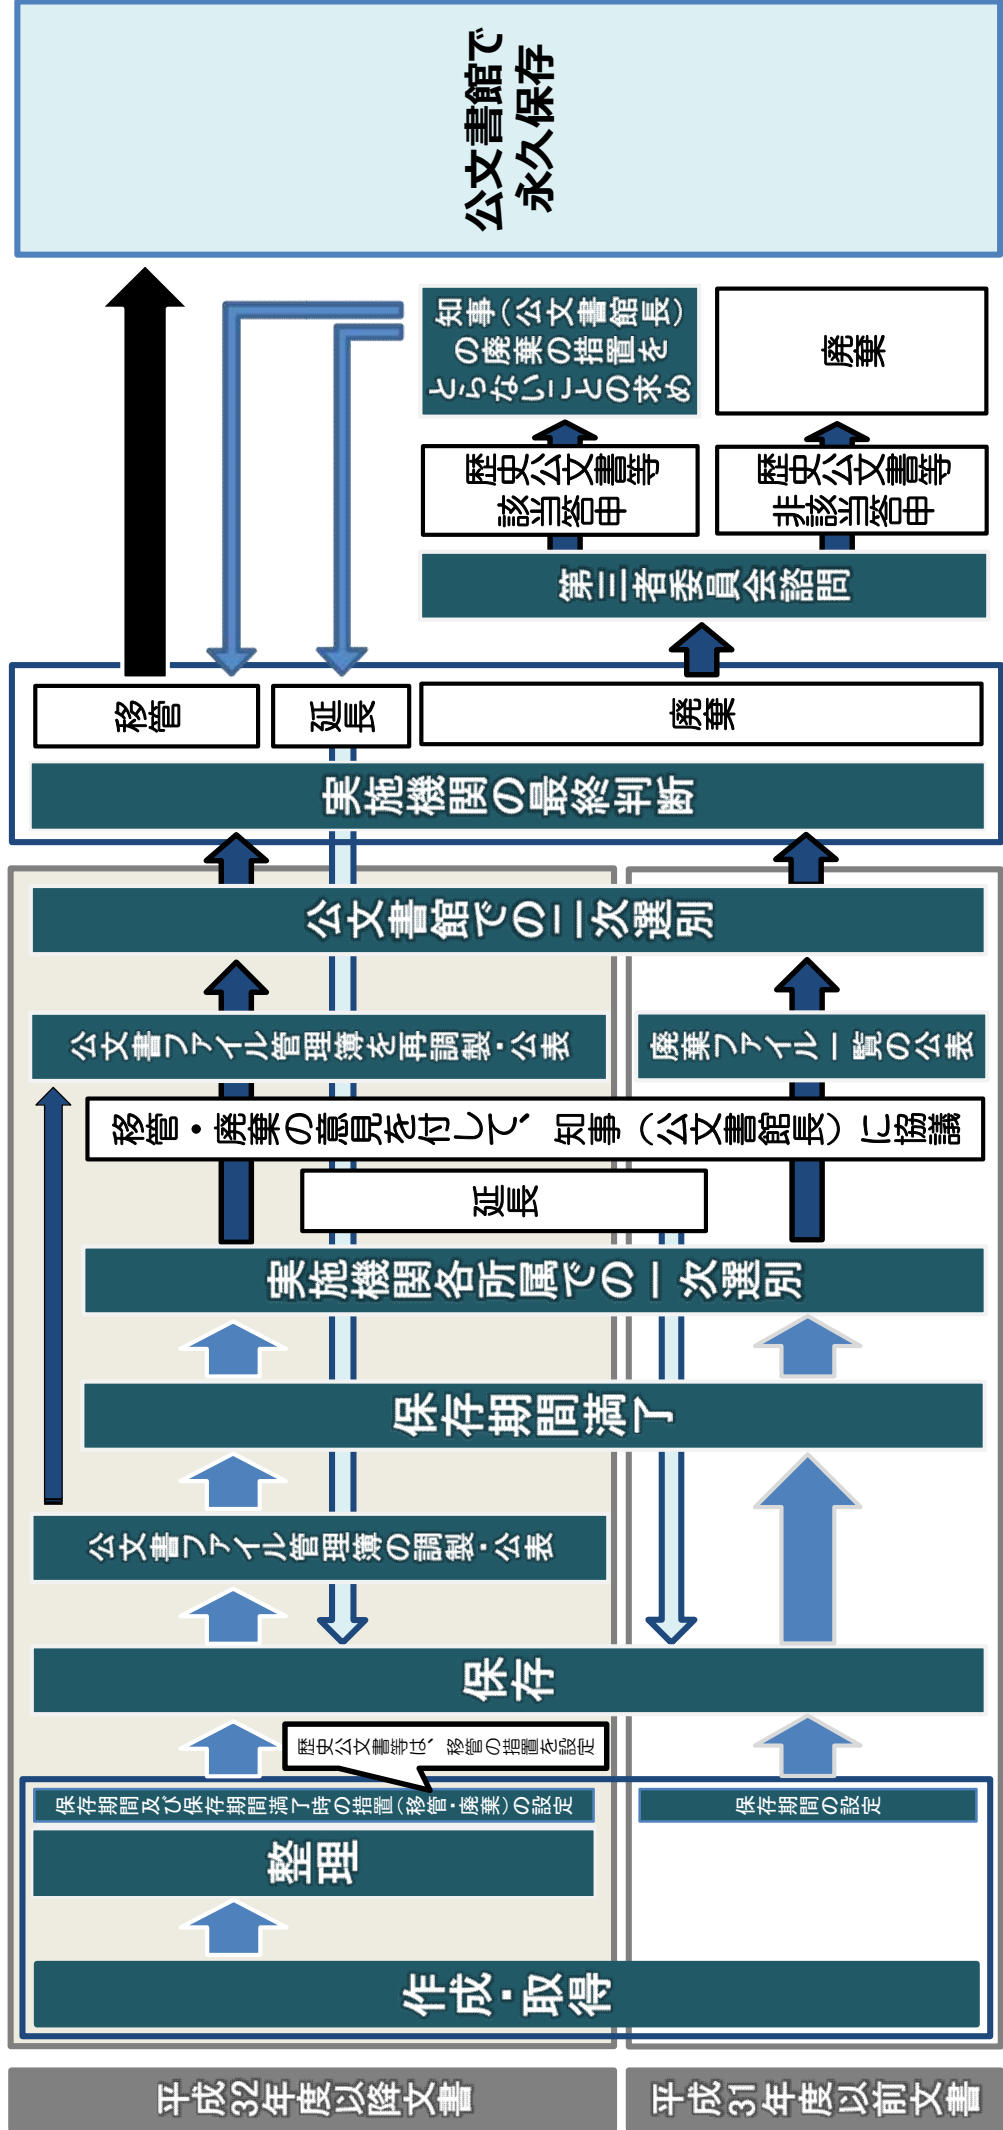 平成32年度以降文書
平成31年度以前文書
作成・取得
整理
保存期間及び保存期間満了時の措置(移管・廃棄)の設定
保存期間の設定
歴史公文書等は、移管の措置を設定
保存
公文書ファイル管理簿の調製・公表
保存期間満了
実施機関各所属での一次選別
延長
移管・廃棄の意見を付して、知事（公文書館長）に協議
公文書ファイル管理簿を再調製・公表
廃棄ファイル一覧の公表
公文書館での二次選別
実施機関の最終判断
移管
延長
廃棄
第三者委員会諮問
歴史公文書等
該当答申
歴史公文書等
非該当答申
知事(公文書館長)
の廃棄の措置を
とらないことの求め
廃棄
公文書館で
永久保存